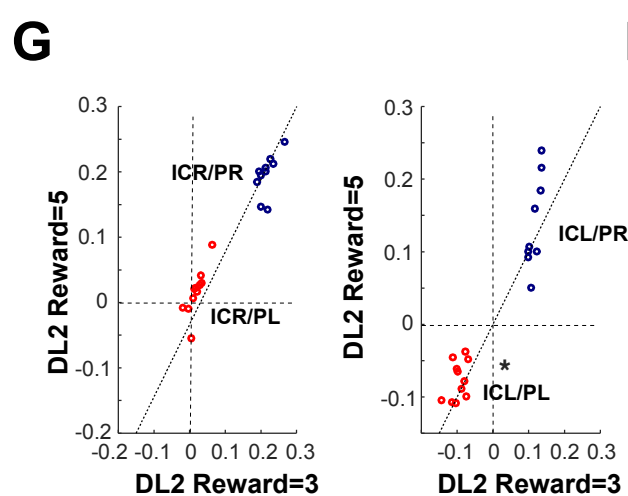 G
0.3
0.2
0.1
0
-0.1
-0.2
DL2 Reward=5
ICR/PR
ICR/PL
-0.2 -0.1 0 0.1 0.2 0.3
DL2 Reward=3
0.3
0.2
0.1
0
-0.1
DL2 Reward=5
ICL/PR
*
ICL/PL
-0.1 0 0.1 0.2 0.3
DL2 Reward=3